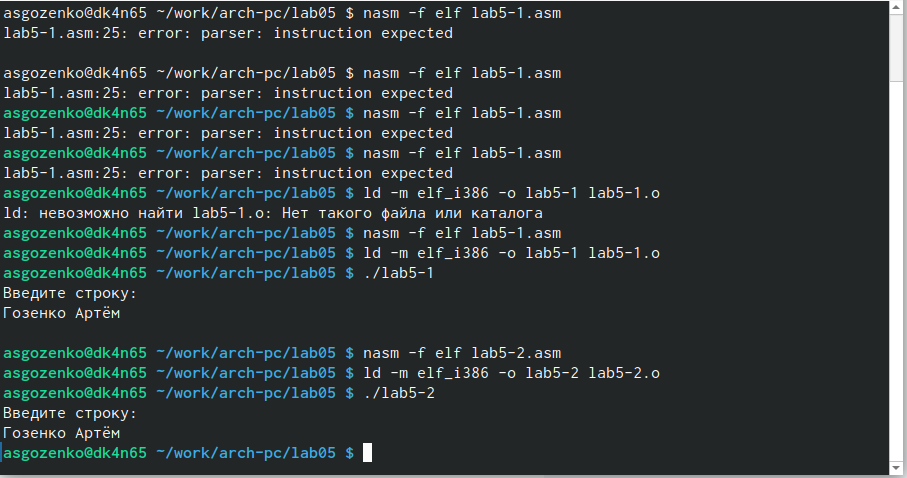 asgozenko@dk4n65 ~/work/arch-pc/lab05 $ nasm -f elf lab5-1.asm
lab5-1.asm:25: error: parser: instruction expected
asgozenko@dk4n65 ~/work/arch-pc/lab05 $ nasm -f elf lab5-1.asm
lab5-1.asm:25: error: parser: instruction expected
asgozenko@dk4n65 ~/work/arch-pc/lab05 $ nasm -f elf lab5-1.asm
lab5-1.asm:25: error: parser: instruction expected
asgozenko@dk4n65 ~/work/arch-pc/lab05 $ nasm -f elf lab5-1.asm
lab5-1.asm:25: error: parser: instruction expected
asgozenko@dk4n65 ~/work/arch-pc/lab05 $ ld -m elf_i386 -o lab5-1 lab5-1.o
ld: невозможно найти lab5-1.o: Нет такого файла или каталога
asgozenko@dk4n65 ~/work/arch-pc/lab05 $ nasm -f elf lab5-1.asm
asgozenko@dk4n65 ~/work/arch-pc/lab05 $ ld -m elf_i386 -o lab5-1 lab5-1.o
asgozenko@dk4n65 ~/work/arch-pc/lab05 $ ./lab5-1
Введите строку:
Гозенко Артём
asgozenko@dk4n65 ~/work/arch-pc/lab05 $ nasm -f elf lab5-2.asm
asgozenko@dk4n65 ~/work/arch-pc/lab05 $ ld -m elf_i386 -o lab5-2 lab5-2.o
asgozenko@dk4n65 ~/work/arch-pc/lab05 $ ./lab5-2
Введите строку:
Гозенко Артём
asgozenko@dk4n65 ~/work/arch-pc/lab05 $